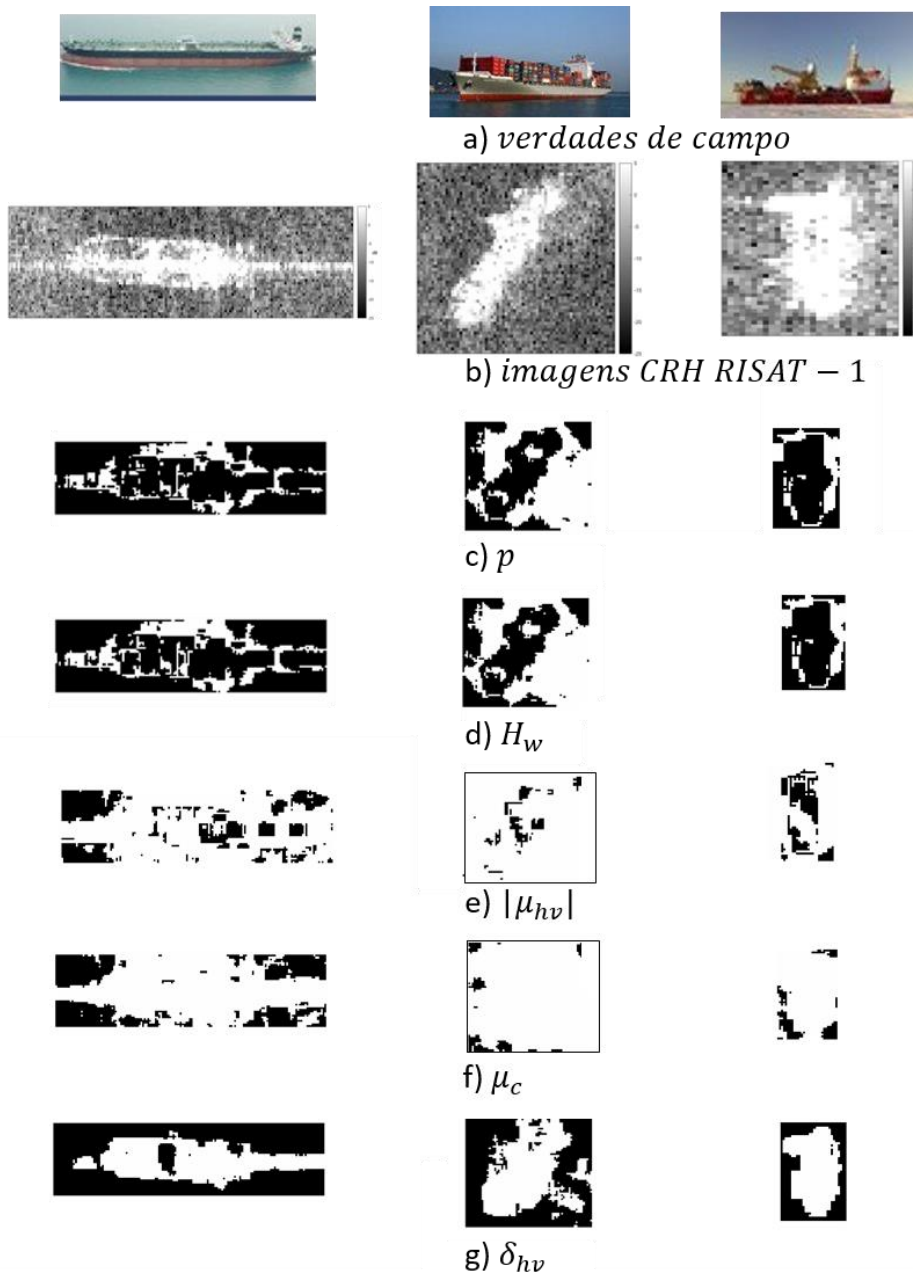 a) verdades de campo
b) imagens CRH RISAT − 1
c) p
d) H_w
e) |μ_hv|
f) μ_c
g) δ_hv